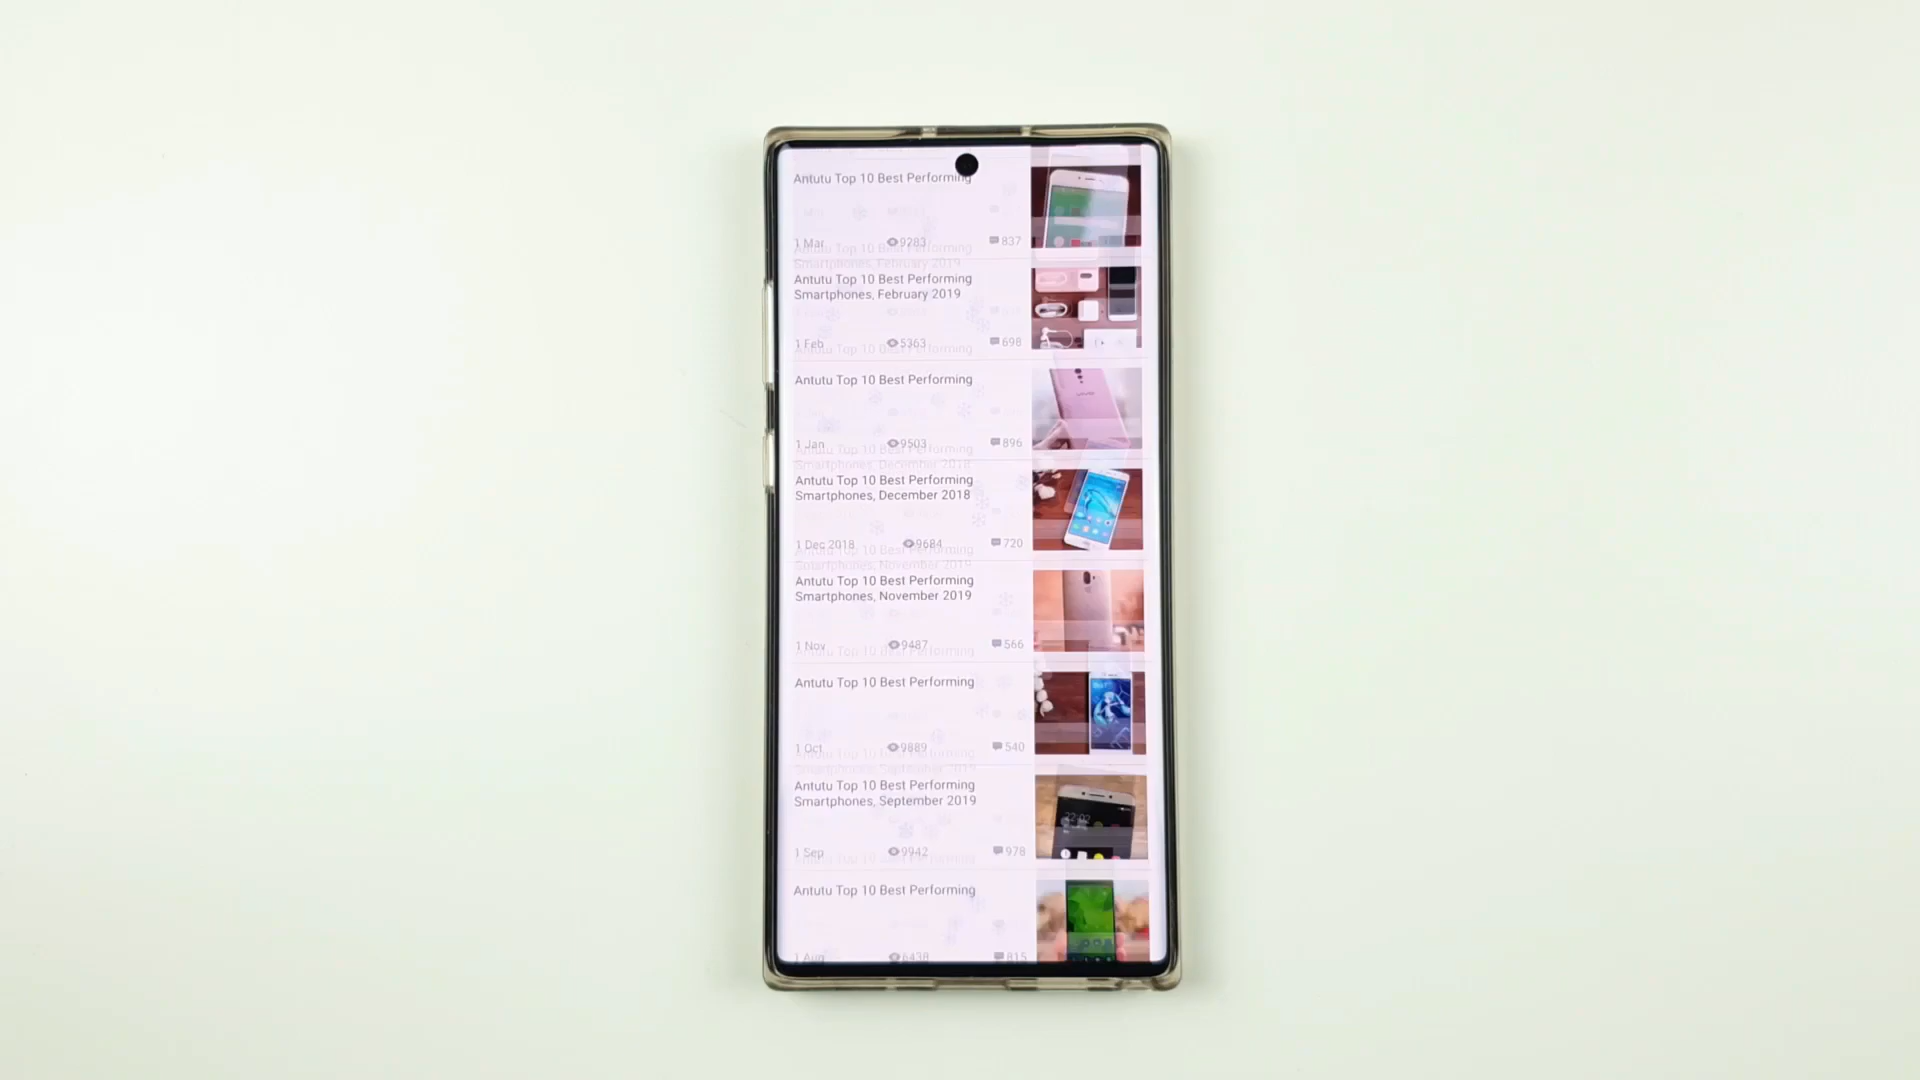 Antutu Top 10 Best Performing
1 Mar 9283 837
Antutu Top 10 Best Performing
Smartphones, February 2019
1 Feb 5363 698
Antutu Top 10 Best Performing
1 Jan 9503 896
Antutu Top 10 Best Performing
Smartphones, December 2018
1 Dec 2018 9684 720
Antutu Top 10 Best Performing
Smartphones, November 2019
1 Nov 9487 566
Antutu Top 10 Best Performing
1 Oct 9889 540
Antutu Top 10 Best Performing
Smartphones, September 2019
1 Sep 9942 978
Antutu Top 10 Best Performing
1 Aug 6438 815